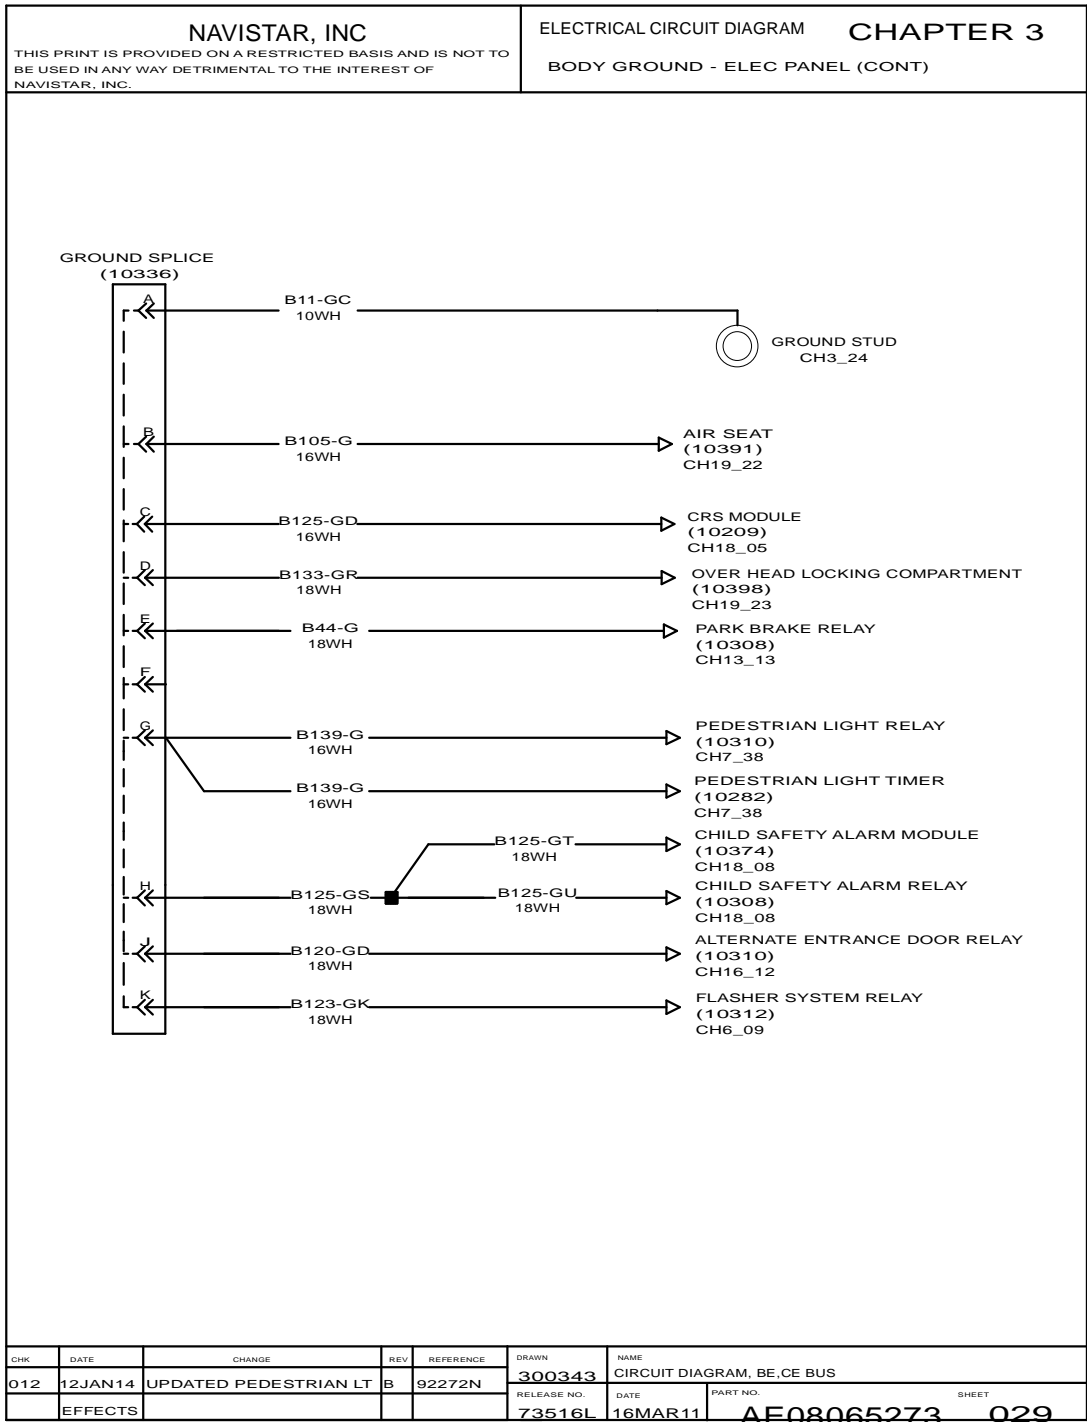 NAVISTAR, INC
THIS PRINT IS PROVIDED ON A RESTRICTED BASIS AND IS NOT TO
BE USED IN ANY WAY DETRIMENTAL TO THE INTEREST OF
NAVISTAR, INC.
ELECTRICAL CIRCUIT DIAGRAM CHAPTER 3
BODY GROUND - ELEC PANEL (CONT)
GROUND SPLICE
(10336)
A
B11-GC
10WH
GROUND STUD
CH3_24
B
B105-G
16WH
AIR SEAT
(10391)
CH19_22
C
B125-GD
16WH
CRS MODULE
(10209)
CH18_05
D
B133-GR
18WH
OVER HEAD LOCKING COMPARTMENT
(10398)
CH19_23
E
B44-G
18WH
PARK BRAKE RELAY
(10308)
CH13_13
F
G
B139-G
16WH
PEDESTRIAN LIGHT RELAY
(10310)
CH7_38
B139-G
16WH
PEDESTRIAN LIGHT TIMER
(10282)
CH7_38
B125-GT
18WH
CHILD SAFETY ALARM MODULE
(10374)
CH18_08
H
B125-GS
18WH
B125-GU
18WH
CHILD SAFETY ALARM RELAY
(10308)
CH18_08
J
B120-GD
18WH
ALTERNATE ENTRANCE DOOR RELAY
(10310)
CH16_12
K
B123-GK
18WH
FLASHER SYSTEM RELAY
(10312)
CH6_09
CHK DATE CHANGE REV REFERENCE
012 12JAN14 UPDATED PEDESTRIAN LT B 92272N
EFFECTS
DRAWN
300343
NAME
CIRCUIT DIAGRAM, BE,CE BUS
RELEASE NO.
73516L
DATE
16MAR11
PART NO.
AE08065273
SHEET
029